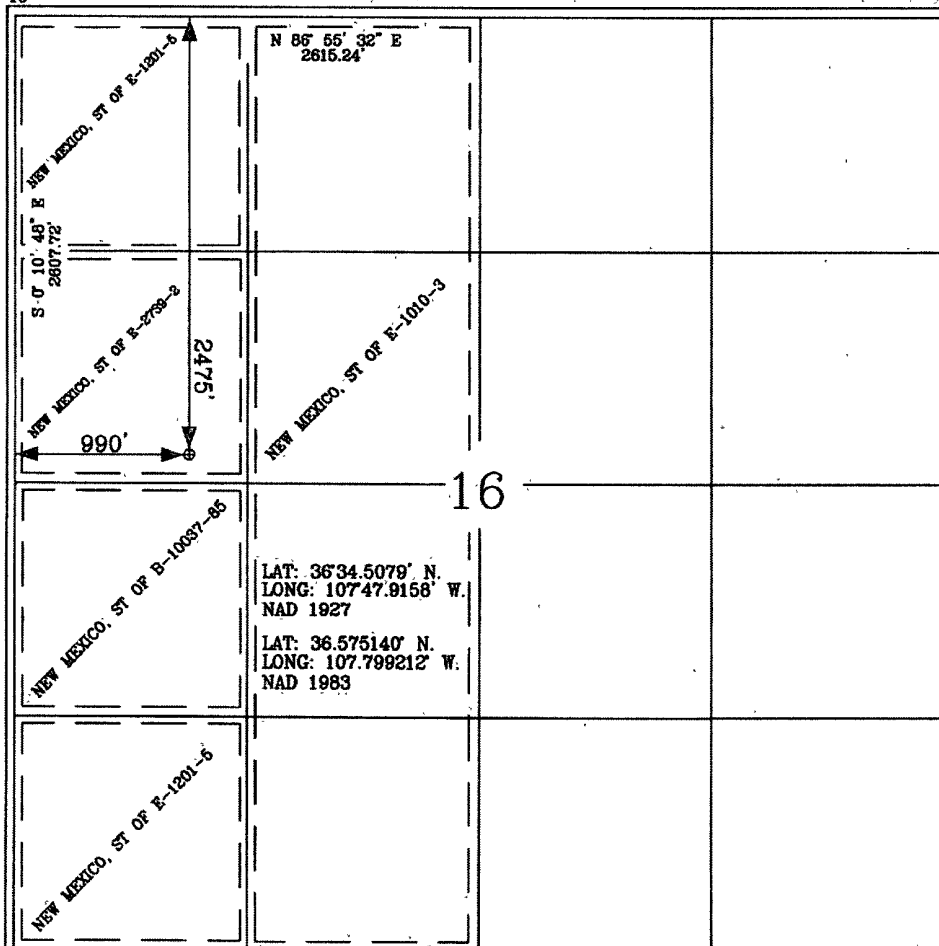 N 86° 55' 32" E
2615.24'
NEW MEXICO, ST OF E-1201-5
S 0° 10' 48" E
2607.72'
NEW MEXICO, ST OF E-2739-2
2475'
990'
NEW MEXICO, ST OF E-1010-3
16
NEW MEXICO, ST OF B-10037-85
LAT: 36°34.5079' N.
LONG: 107°47.9158' W.
NAD 1927
LAT: 36.575140° N.
LONG: 107.799212° W.
NAD 1983
NEW MEXICO, ST OF E-1201-5